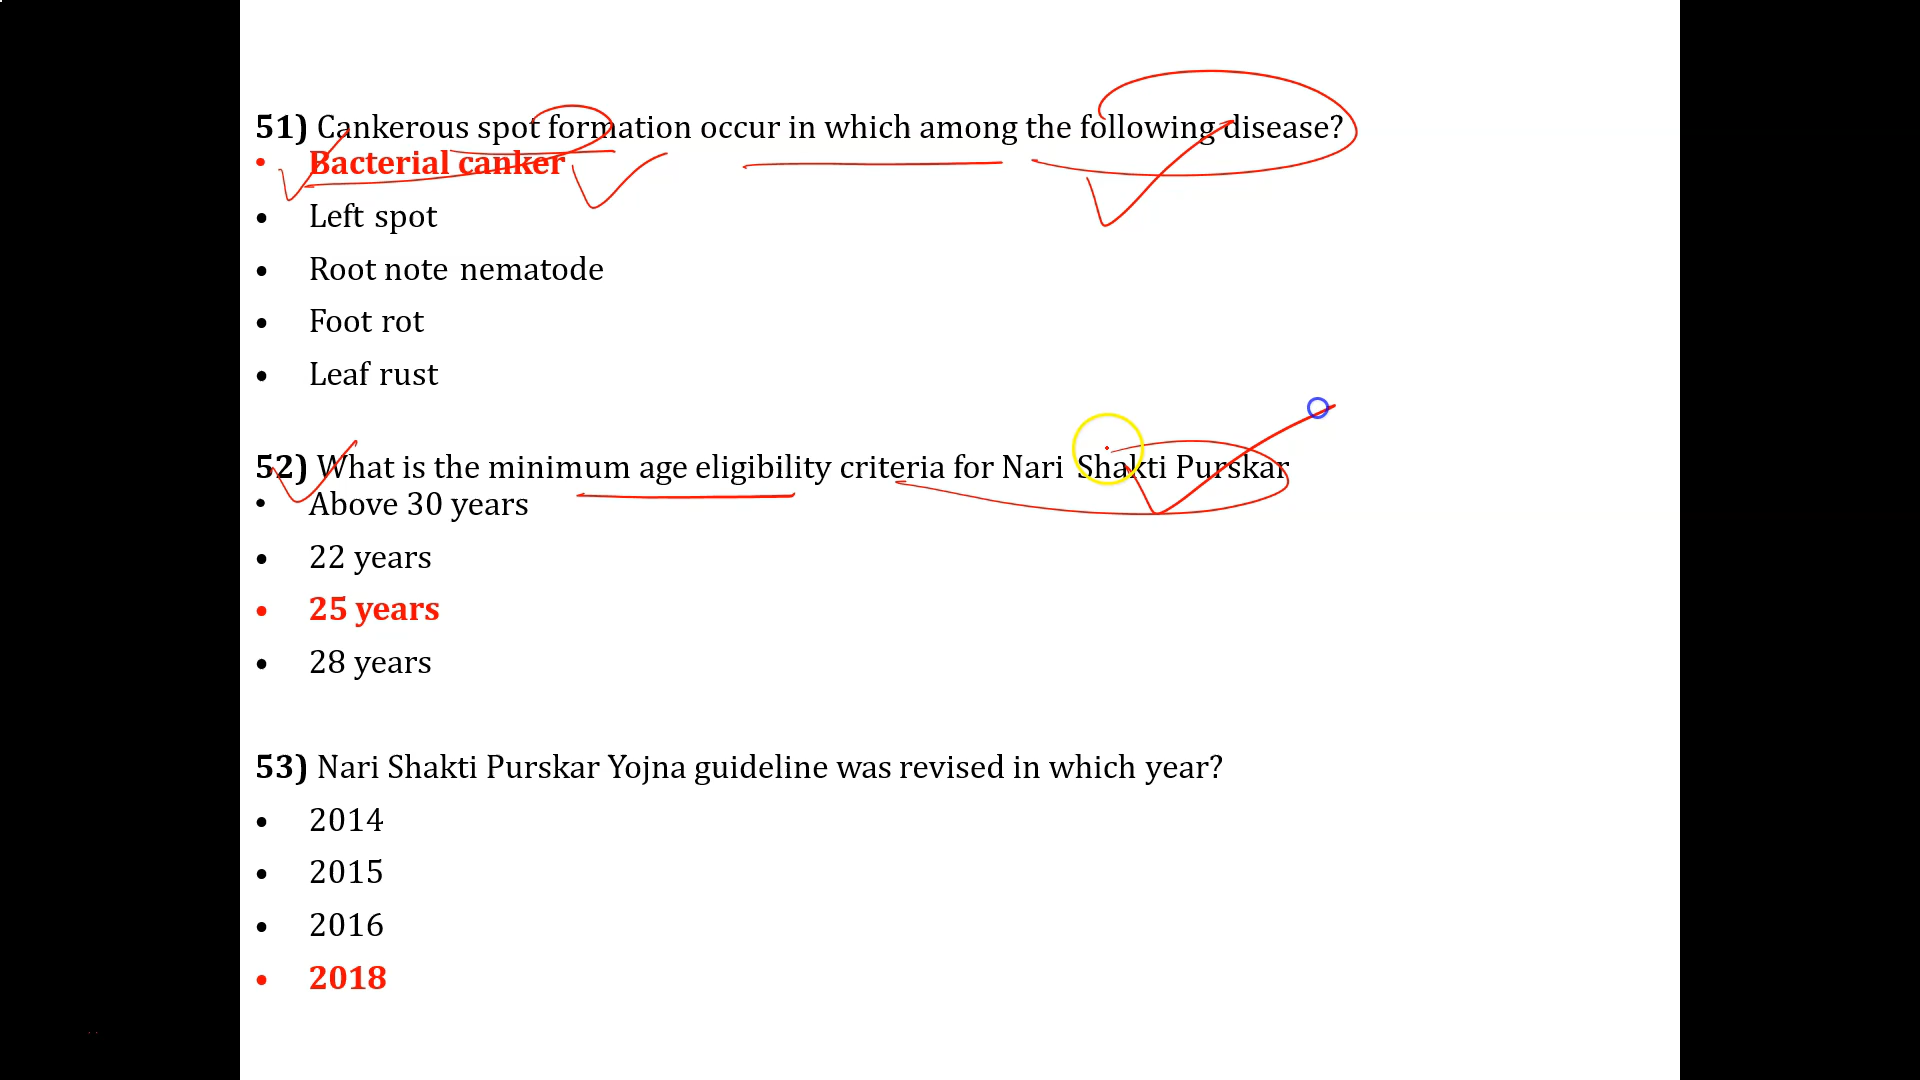 51) Cankerous spot formation occur in which among the following disease?
• Bacterial canker
• Left spot
• Root note nematode
• Foot rot
• Leaf rust
52) What is the minimum age eligibility criteria for Nari Shakti Purskar
• Above 30 years
• 22 years
• 25 years
• 28 years
53) Nari Shakti Purskar Yojna guideline was revised in which year?
• 2014
• 2015
• 2016
• 2018